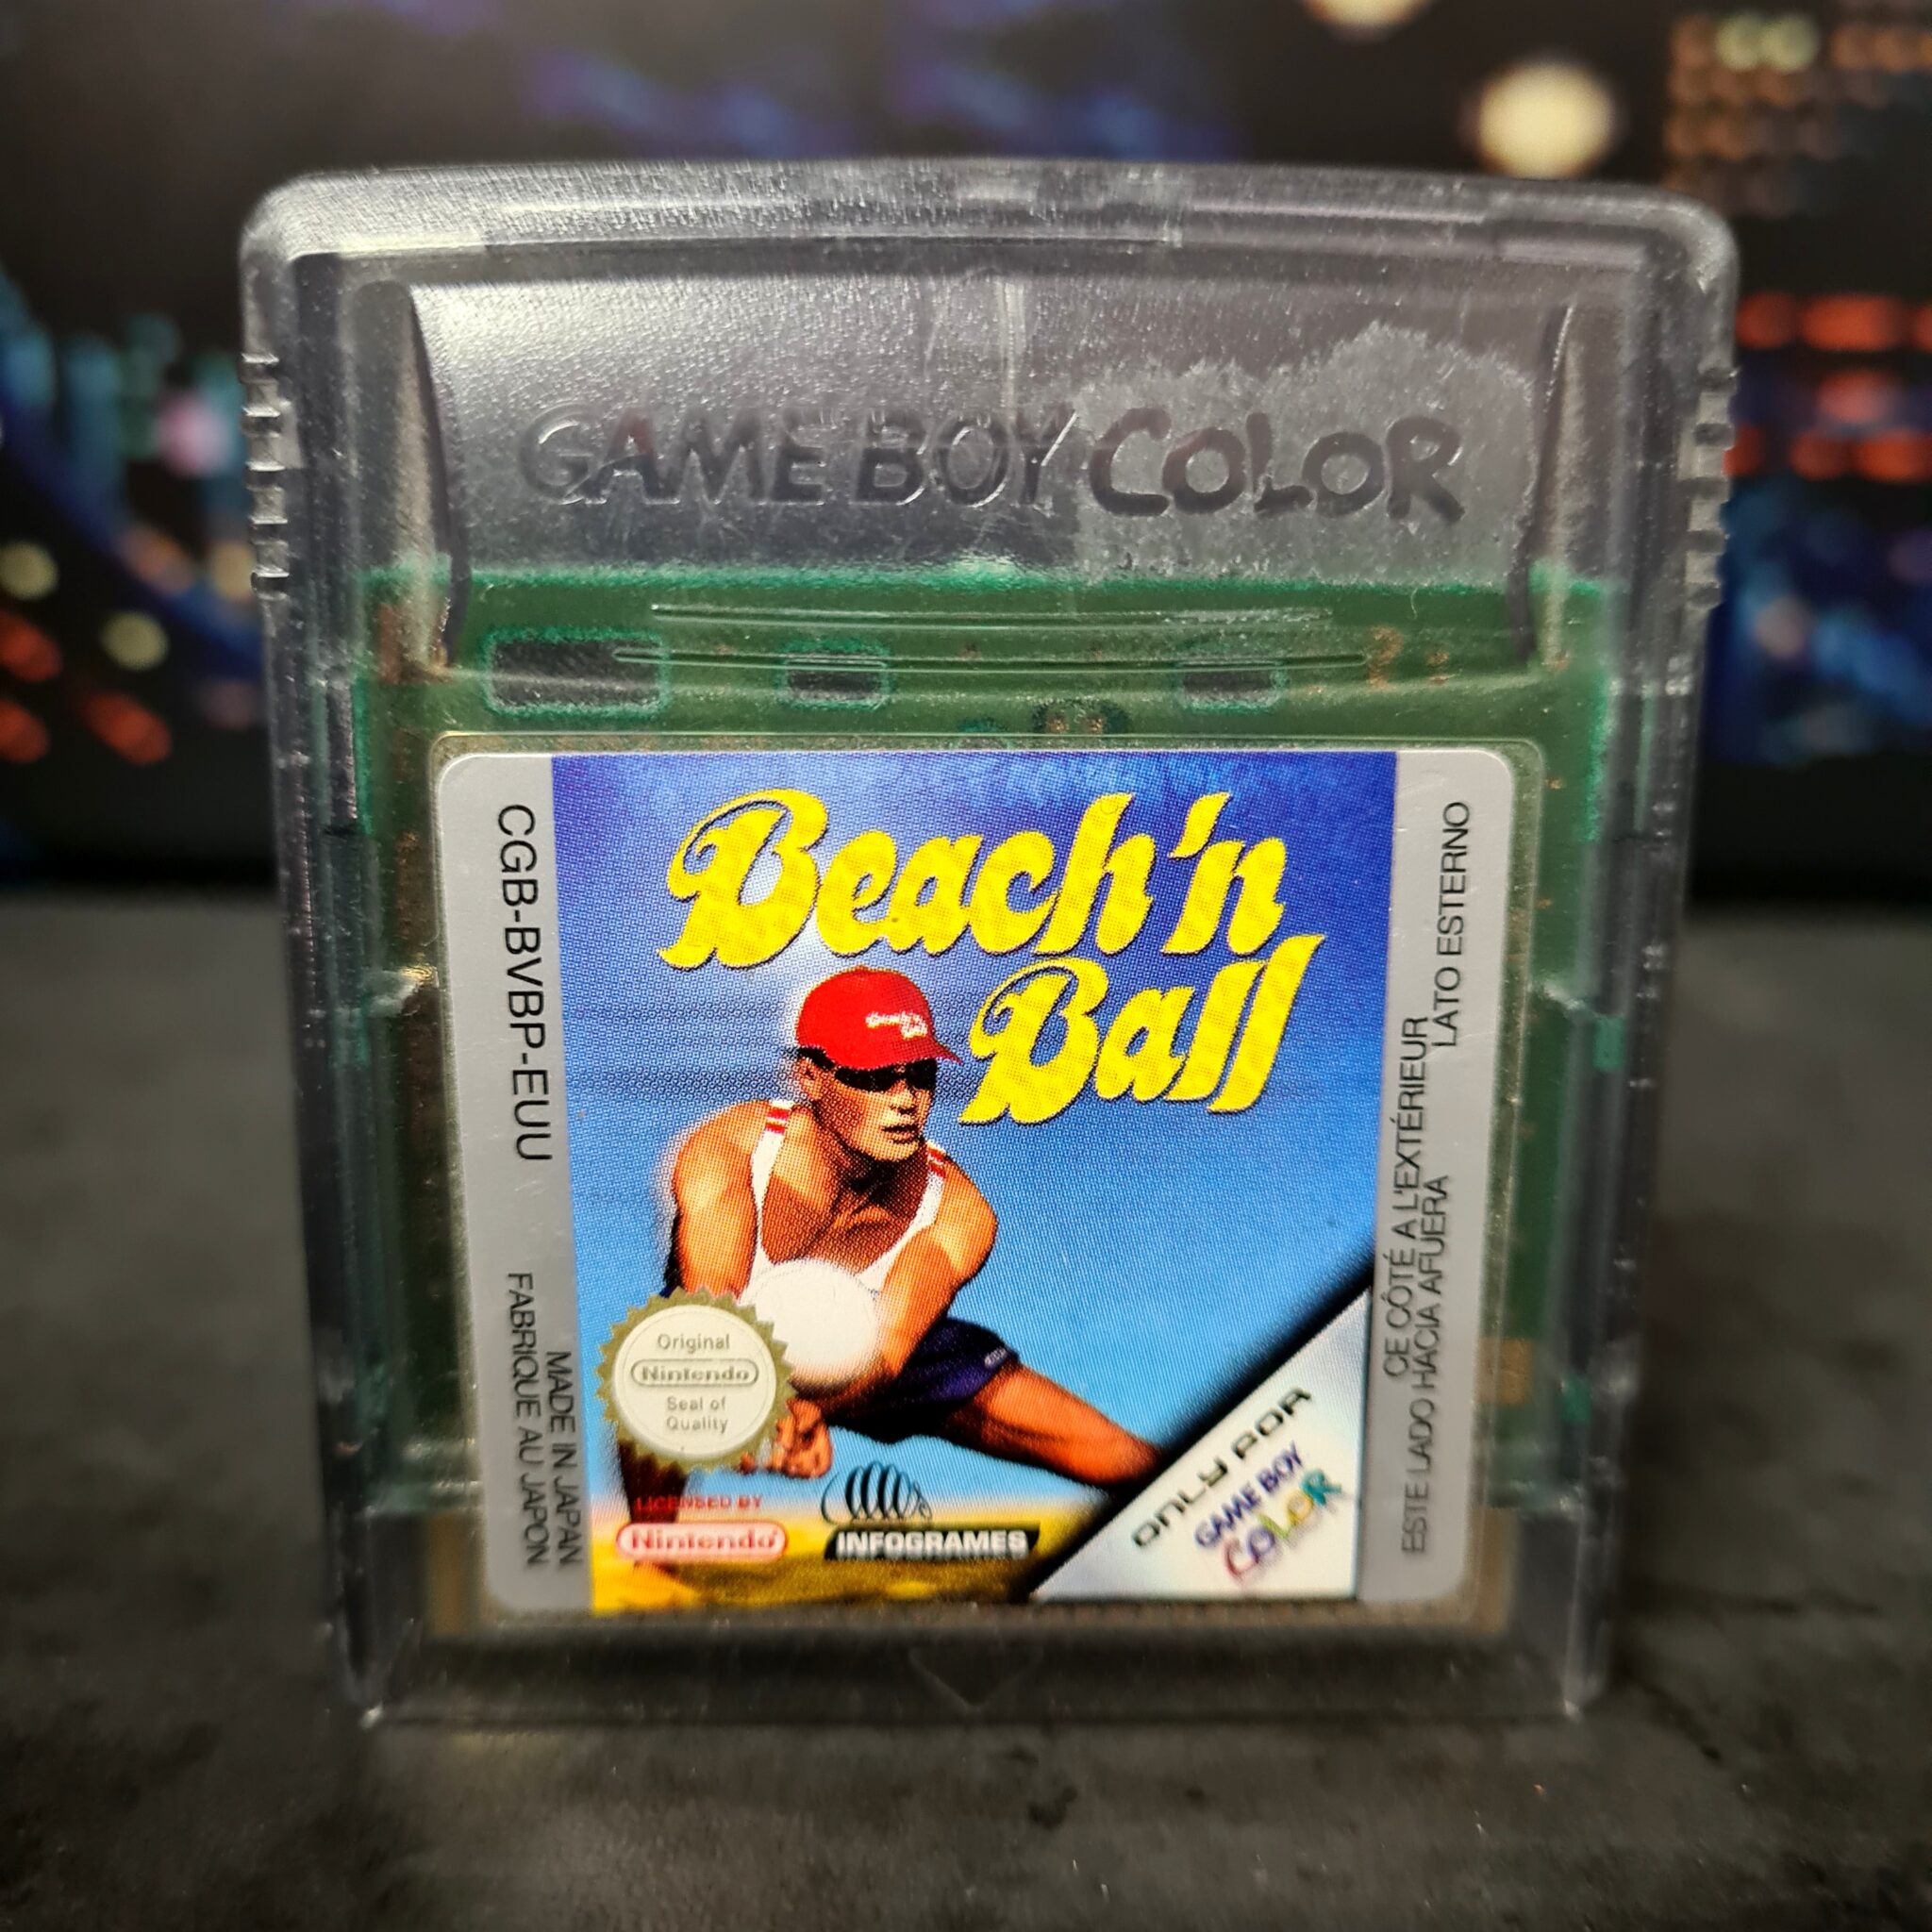 GAME BOY COLOR
CGB-BVBP-EUU
MADE IN JAPAN
FABRIQUE AU JAPON
Beach'n
Ball
Original
Nintendo
Seal of
Quality
LICENSED BY
Nintendo
INFOGRAMES
ONLY FOR
GAME BOY
COLOR
CE CÔTÉ A L'EXTÉRIEUR
LATO ESTERNO
ESTE LADO HACIA AFUERA